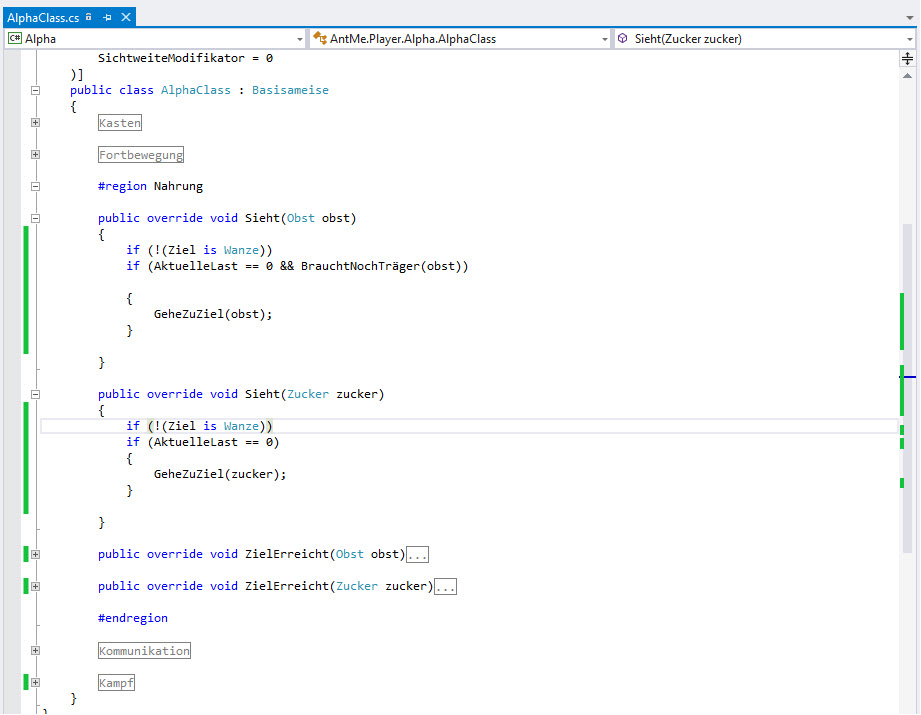 AlphaClass.cs
Alpha AntMe.Player.Alpha.AlphaClass Sieht(Zucker zucker)
SichtweiteModifikator = 0
)]
public class AlphaClass : Basisameise
{
Kasten
Fortbewegung
#region Nahrung
public override void Sieht(Obst obst)
{
if (!(Ziel is Wanze))
if (AktuelleLast == 0 && BrauchtNochTräger(obst))
{
GeheZuZiel(obst);
}
}
public override void Sieht(Zucker zucker)
{
if (!(Ziel is Wanze))
if (AktuelleLast == 0)
{
GeheZuZiel(zucker);
}
}
public override void ZielErreicht(Obst obst)...
public override void ZielErreicht(Zucker zucker)...
#endregion
Kommunikation
Kampf
}
}